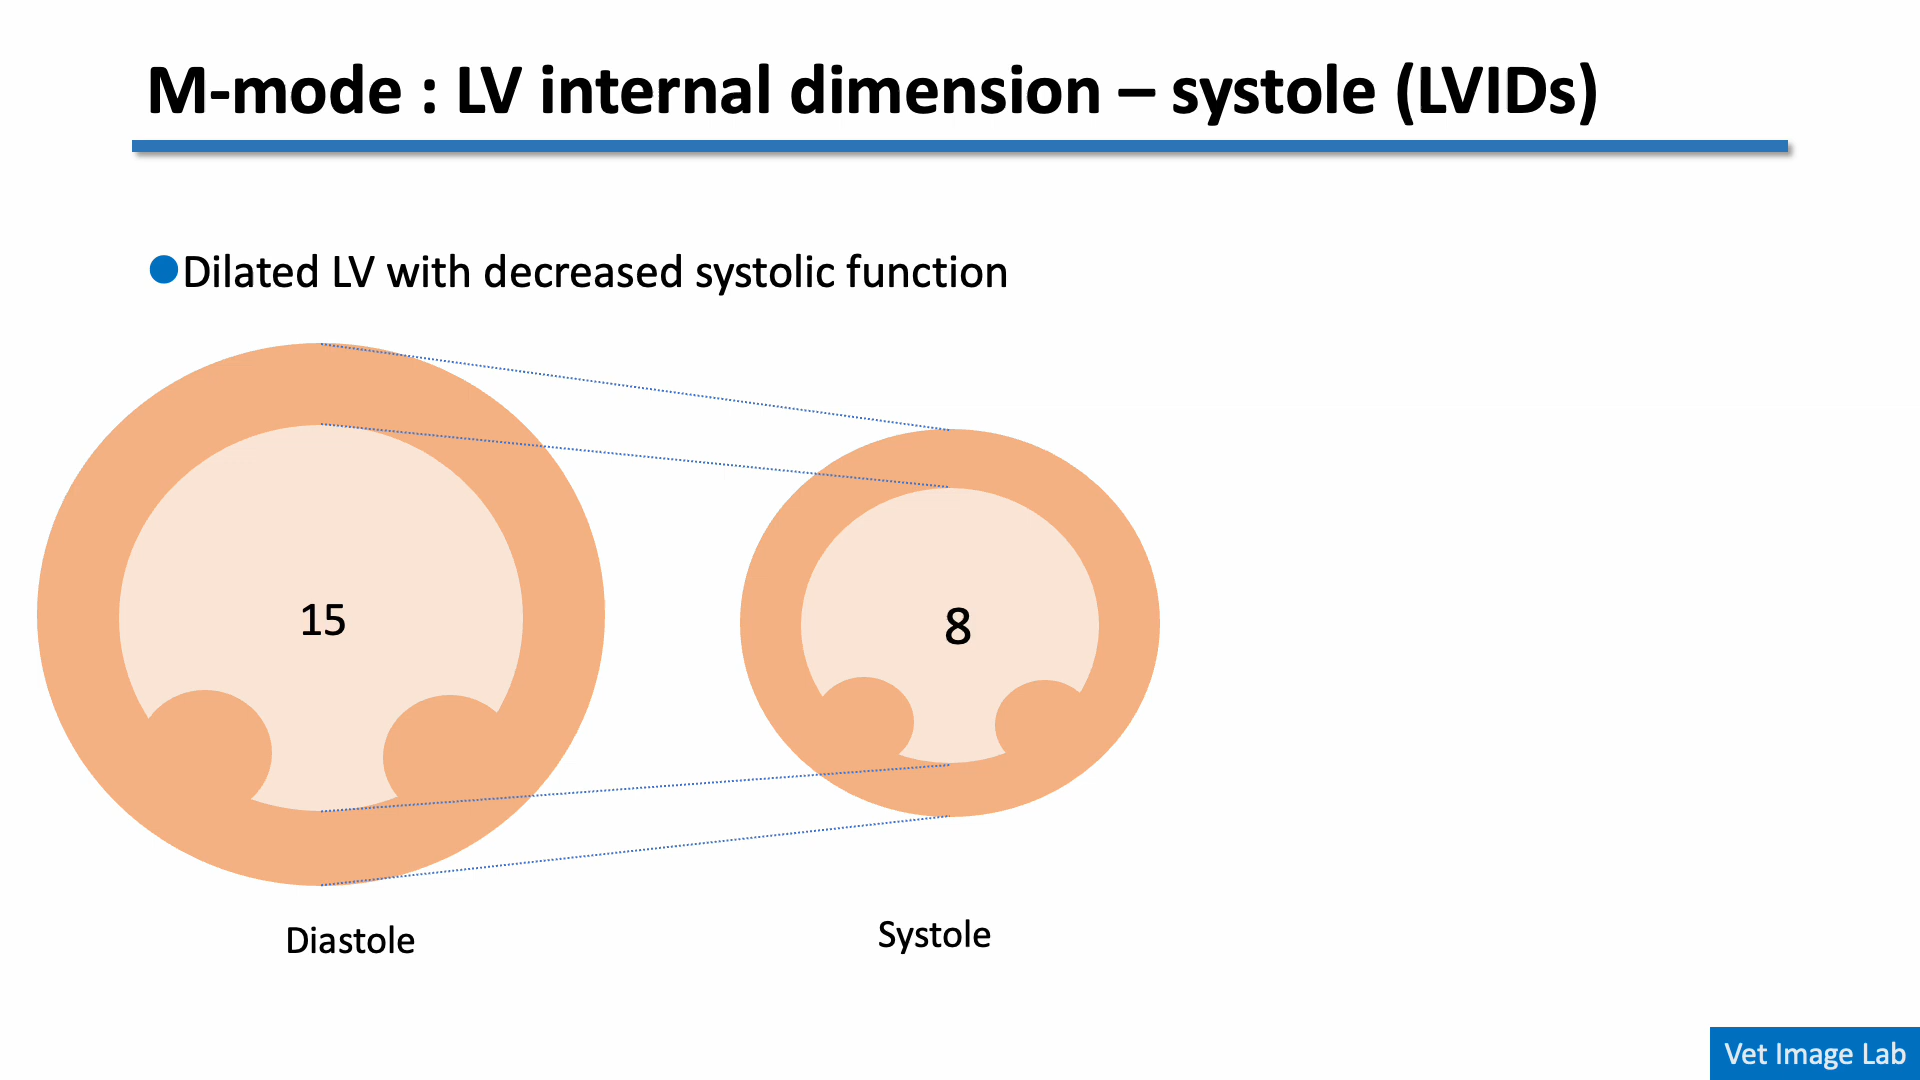 M-mode : LV internal dimension – systole (LVIDs)
Dilated LV with decreased systolic function
15
8
Diastole
Systole
Vet Image Lab